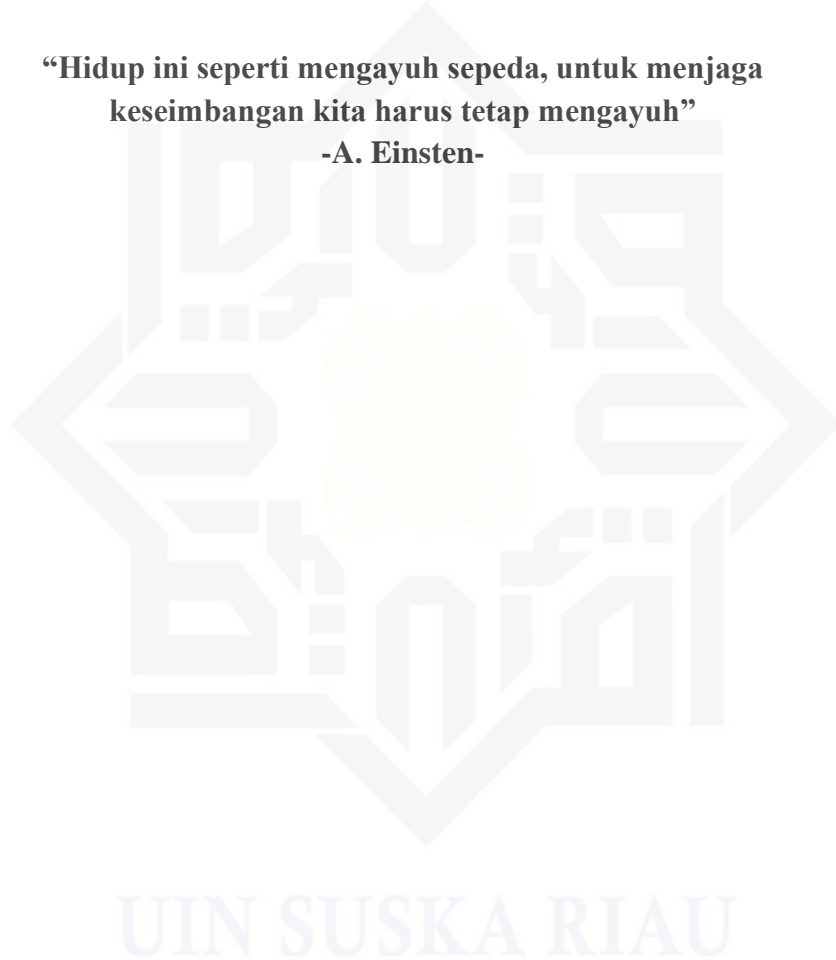 “Hidup ini seperti mengayuh sepeda, untuk menjaga
keseimbangan kita harus tetap mengayuh”
-A. Einsten-
UIN SUSKA RIAU